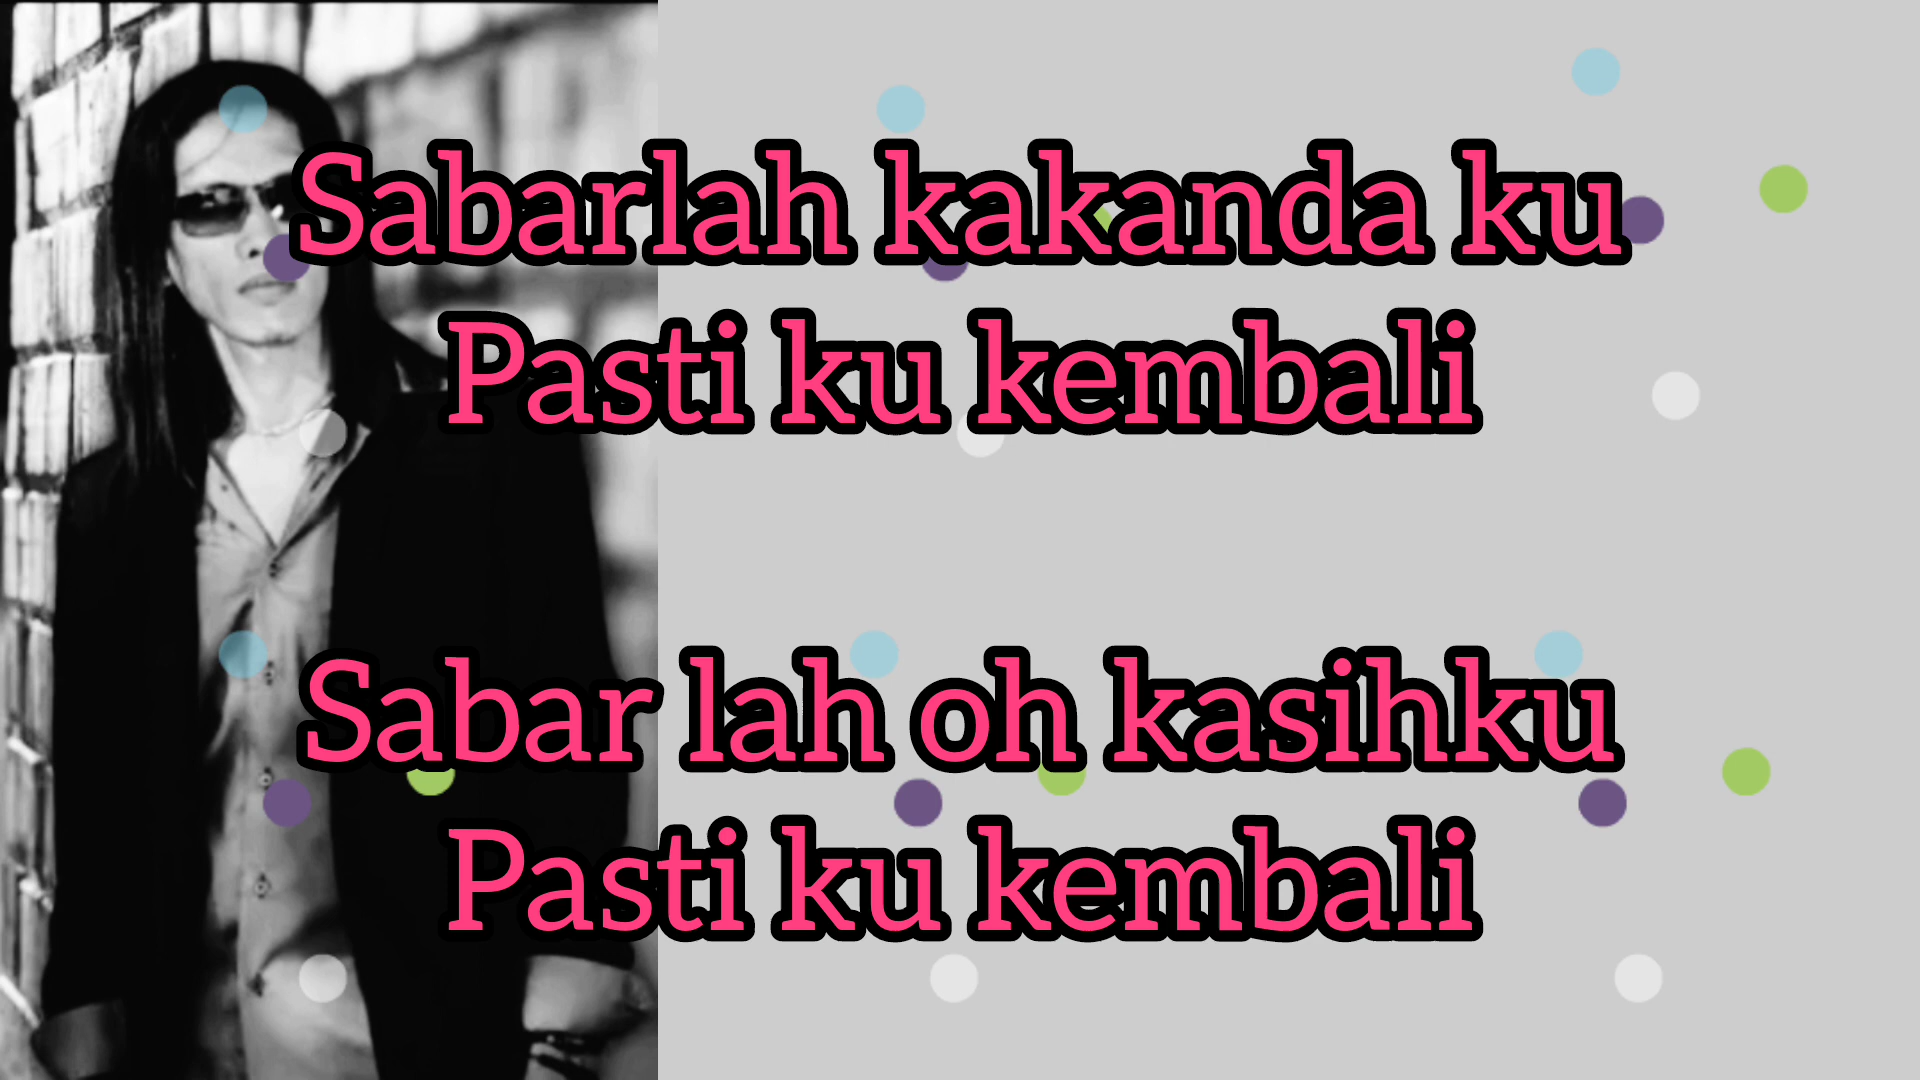 Sabarlah kakanda ku
Pasti ku kembali
Sabar lah oh kasihku
Pasti ku kembali